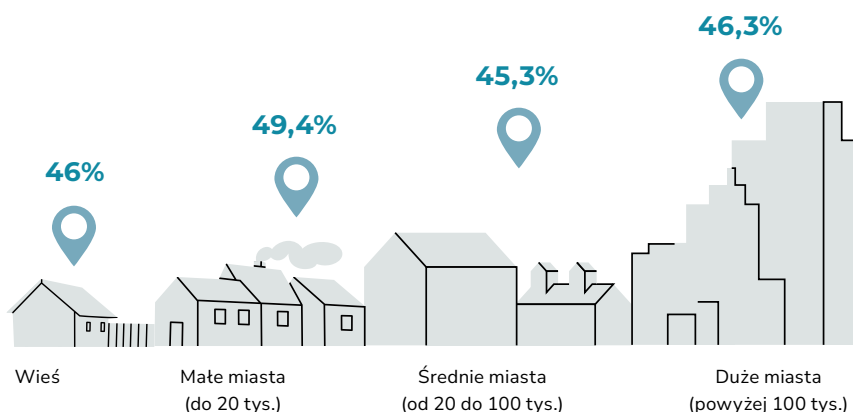 46,3%
45,3%
49,4%
46%
Wieś
Małe miasta
(do 20 tys.)
Średnie miasta
(od 20 do 100 tys.)
Duże miasta
(powyżej 100 tys.)